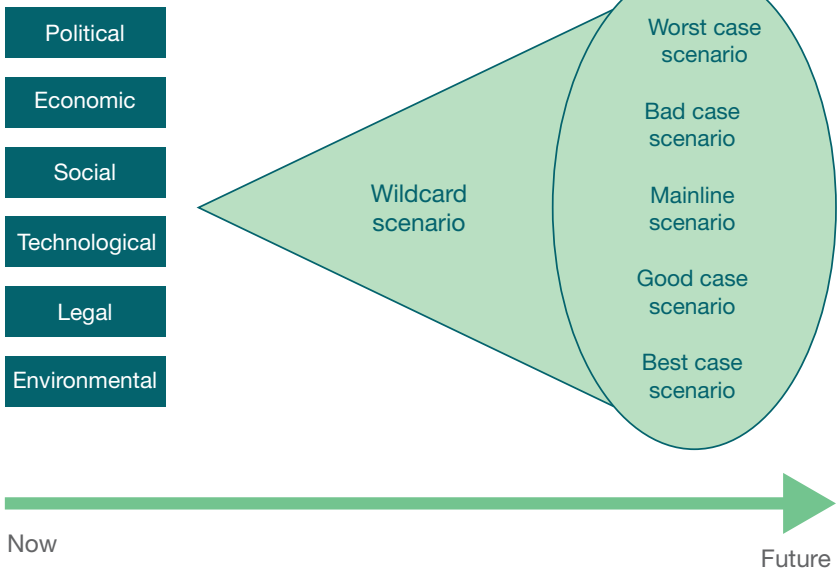 Political
Economic
Social
Technological
Legal
Environmental
Wildcard
scenario
Worst case
scenario
Bad case
scenario
Mainline
scenario
Good case
scenario
Best case
scenario
Now
Future